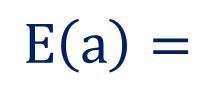 E(a) =